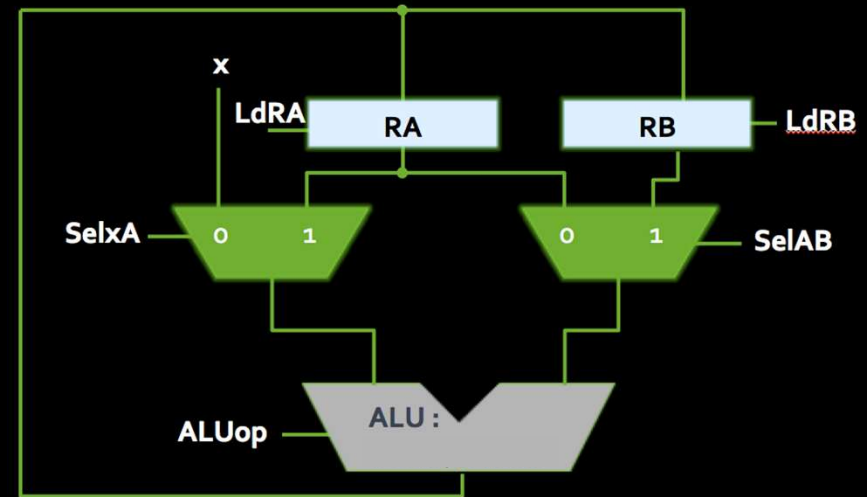 x
LdRA
RA
RB
LdRB
SelxA
0
1
0
1
SelAB
ALU :
ALUop